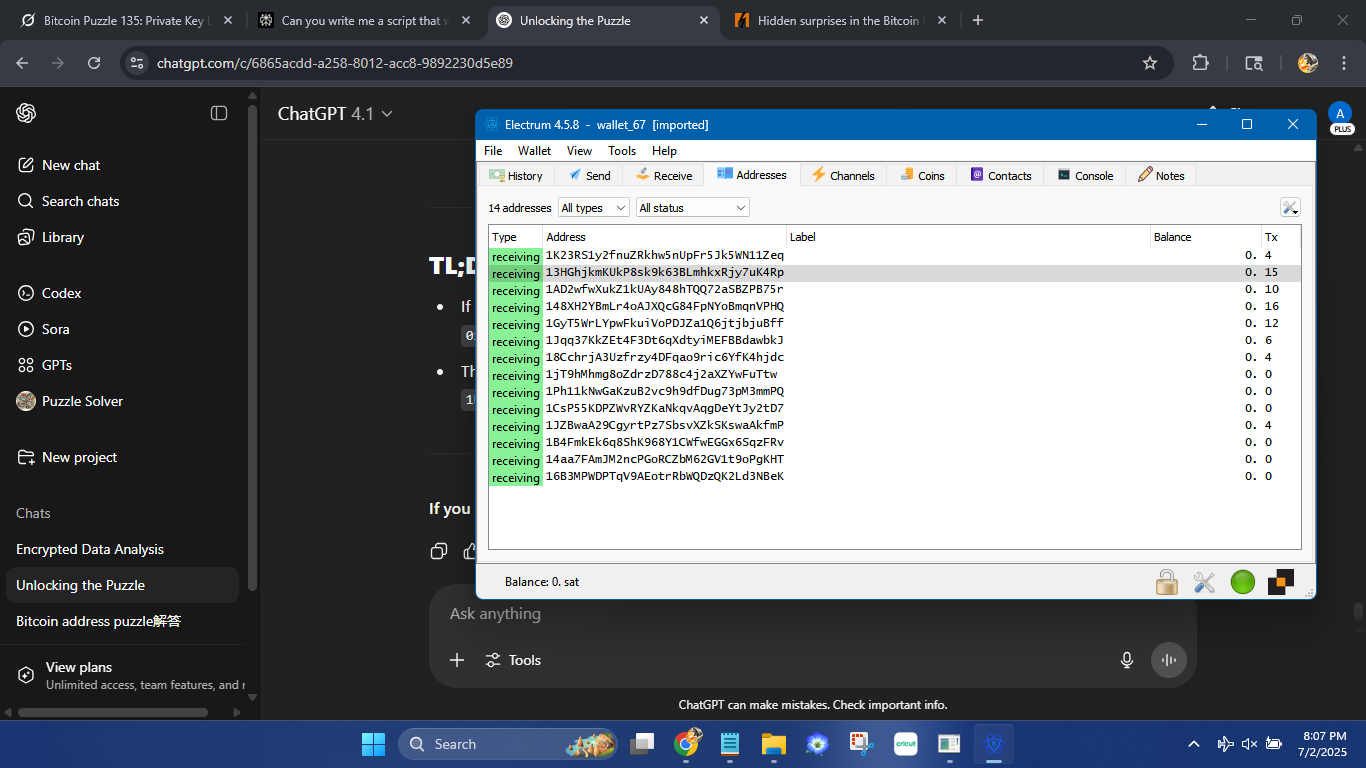 Bitcoin Puzzle 135: Private Key
Can you write me a script that
Unlocking the Puzzle
Hidden surprises in the Bitcoin
chatgpt.com/c/6865acdd-a258-8012-acc8-9892230d5e89
ChatGPT 4.1
A
PLUS
New chat
Search chats
Library
Codex
Sora
GPTs
Puzzle Solver
New project
Chats
Encrypted Data Analysis
Unlocking the Puzzle
Bitcoin address puzzle解答
View plans
Unlimited access, team features, and r
TL;D
If
Th
If you
Electrum 4.5.8 - wallet_67 [imported]
File Wallet View Tools Help
History Send Receive Addresses Channels Coins Contacts Console Notes
14 addresses All types All status
Type Address Label Balance Tx
receiving 1K23RS1y2fnuZRkhw5nUpFr5Jk5WN11Zeq 0. 4
receiving 13HGhjkmKUkP8sk9k63BLmhkxRjy7uK4Rp 0. 15
receiving 1AD2wfwXukZ1kUAy848hTQQ72aSBZPB75r 0. 10
receiving 148XH2YBmLr4oAJXQcG84FpNYoBmqnVPHQ 0. 16
receiving 1GyT5WrLYpwFkuiVoPDJZa1Q6jtjbjuBff 0. 12
receiving 1Jqq37KkZEt4F3Dt6qXdtyiMEFBBdawbkJ 0. 6
receiving 18CchrjA3Uzfrzy4DFqao9ric6YfK4hjdc 0. 4
receiving 1jT9hMhmg8oZdrzD788c4j2aXZYwFuTtw 0. 0
receiving 1Ph11kNwGaKzuB2vc9h9dfDug73pM3mmPQ 0. 0
receiving 1CsP55KDPZWvRYZKaNkqvAqgDeYtJy2tD7 0. 0
receiving 1JZBwaA29CgyrtPz7SbsvXZkSKswaAkfmP 0. 4
receiving 1B4FmkEk6q8ShK968Y1CWfwEGGx6SqzFRv 0. 0
receiving 14aa7FAmJM2ncPGoRCZbM62GV1t9oPgKHT 0. 0
receiving 16B3MPWDPTqV9AEotrRbWQDzQK2Ld3NBeK 0. 0
Balance: 0. sat
Ask anything
Tools
ChatGPT can make mistakes. Check important info.
Search
cricut
8:07 PM
7/2/2025